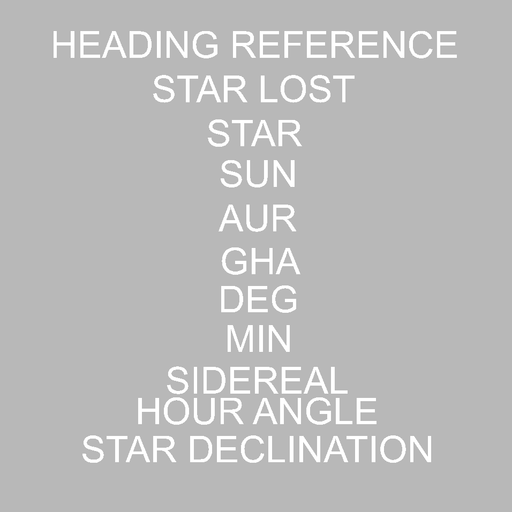 HEADING REFERENCE
STAR LOST
STAR
SUN
AUR
GHA
DEG
MIN
SIDEREAL
HOUR ANGLE
STAR DECLINATION